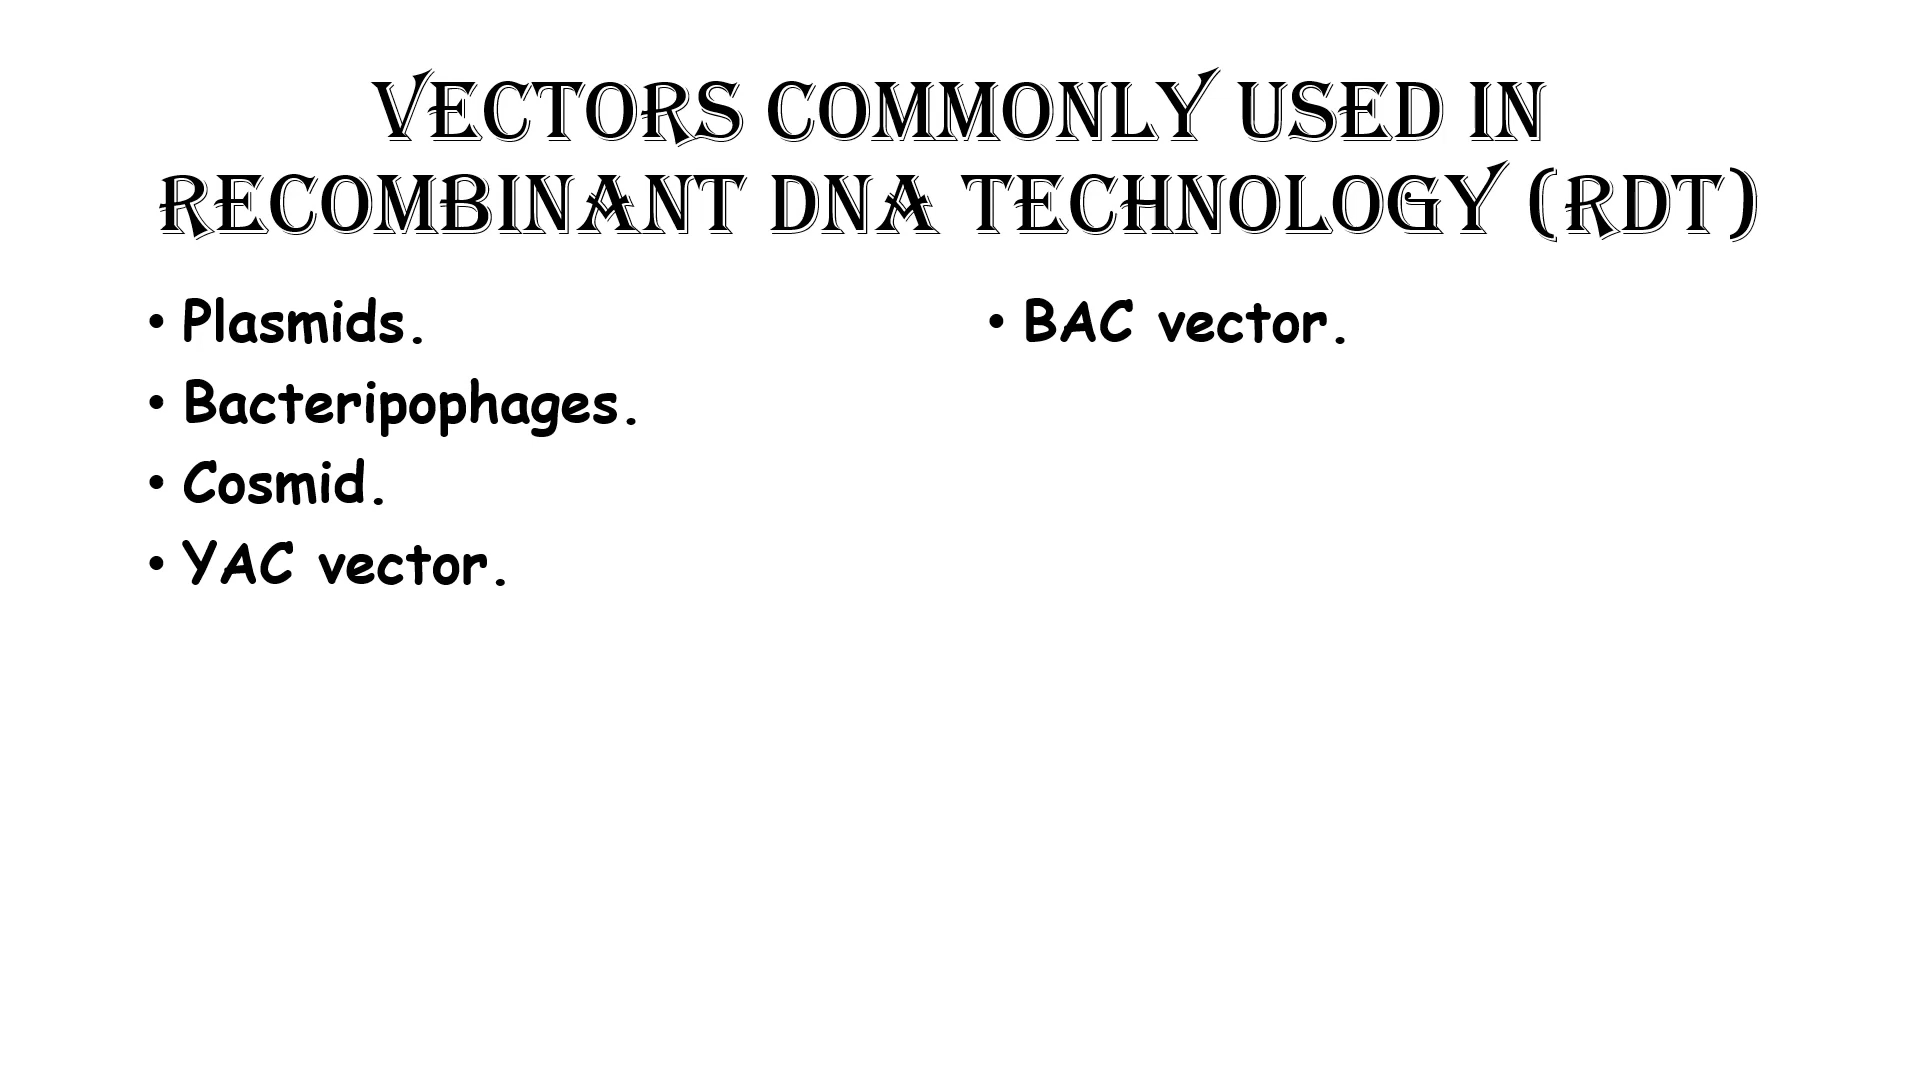 VECTORS COMMONLY USED IN
RECOMBINANT DNA TECHNOLOGY (RDT)
• Plasmids.
• Bacteripophages.
• Cosmid.
• YAC vector.
• BAC vector.